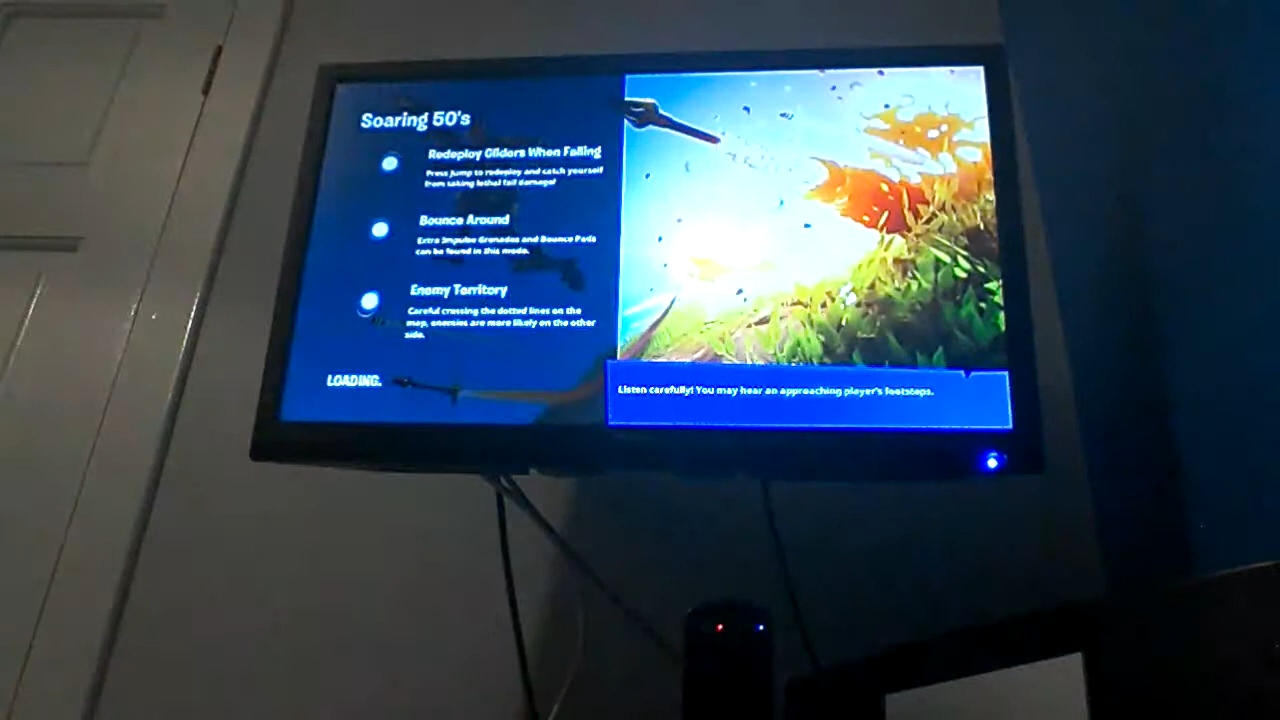 Soaring 50's
Redeploy Gliders When Falling
Press Jump to redeploy and catch yourself
from taking lethal fall damage!
Bounce Around
Extra Impulse Grenades and Bounce Pads
can be found in this mode.
Enemy Territory
Careful crossing the dotted lines on the
map, enemies are more likely on the other
side.
LOADING.
Listen carefully! You may hear an approaching player's footsteps.